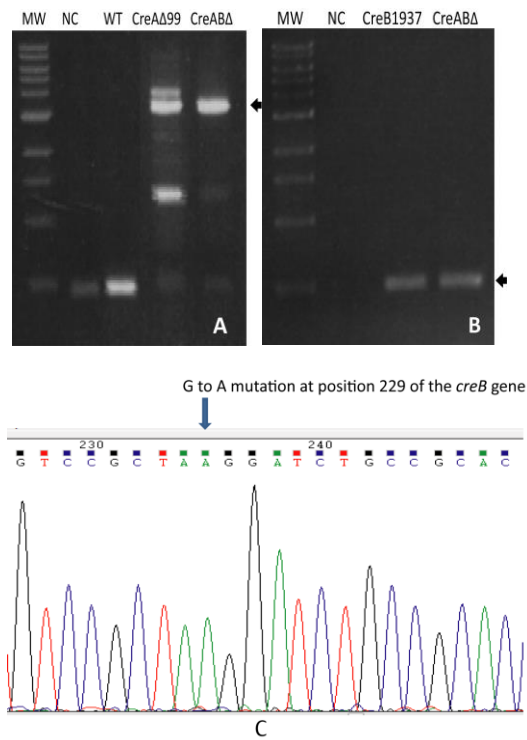 MW NC WT CreAΔ99 CreABΔ
MW NC CreB1937 CreABΔ
A
B
G to A mutation at position 229 of the creB gene
230 240
G T C C G C T A A G G A T C T G C C G C A C
C